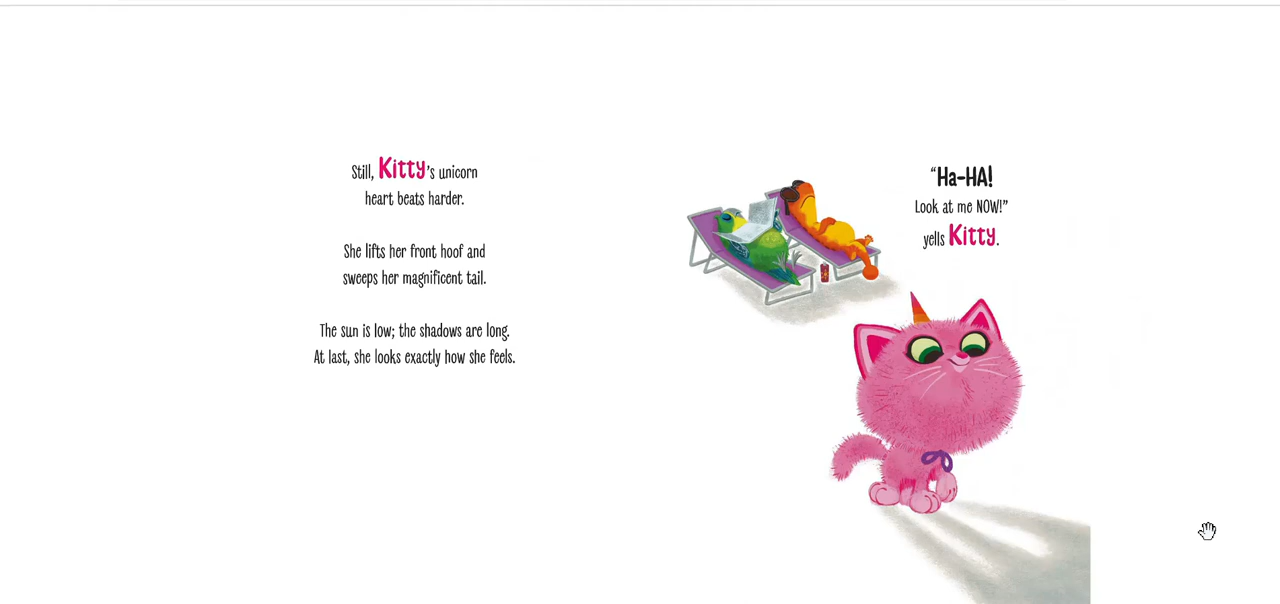 Still, Kitty's unicorn
heart beats harder.
She lifts her front hoof and
sweeps her magnificent tail.
The sun is low; the shadows are long.
At last, she looks exactly how she feels.
"Ha-HA!
Look at me NOW!"
yells Kitty.